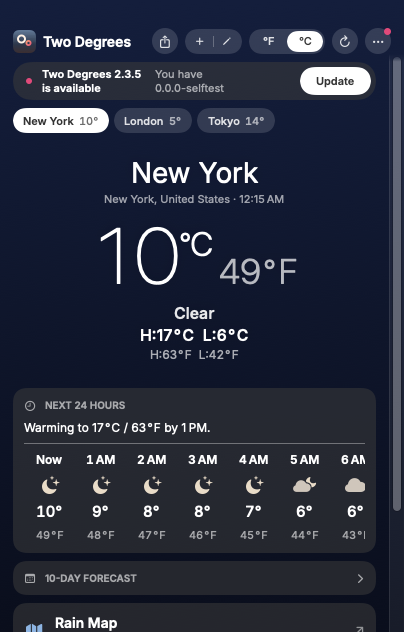 Two Degrees
°F
°C
Two Degrees 2.3.5 is available
You have 0.0.0-selftest
Update
New York 10°
London 5°
Tokyo 14°
New York
New York, United States · 12:15 AM
10°C 49°F
Clear
H:17°C L:6°C
H:63°F L:42°F
NEXT 24 HOURS
Warming to 17°C / 63°F by 1 PM.
Now 1 AM 2 AM 3 AM 4 AM 5 AM 6 AM
10° 9° 8° 8° 7° 6° 6°
49°F 48°F 47°F 46°F 45°F 44°F 43°
10-DAY FORECAST
Rain Map